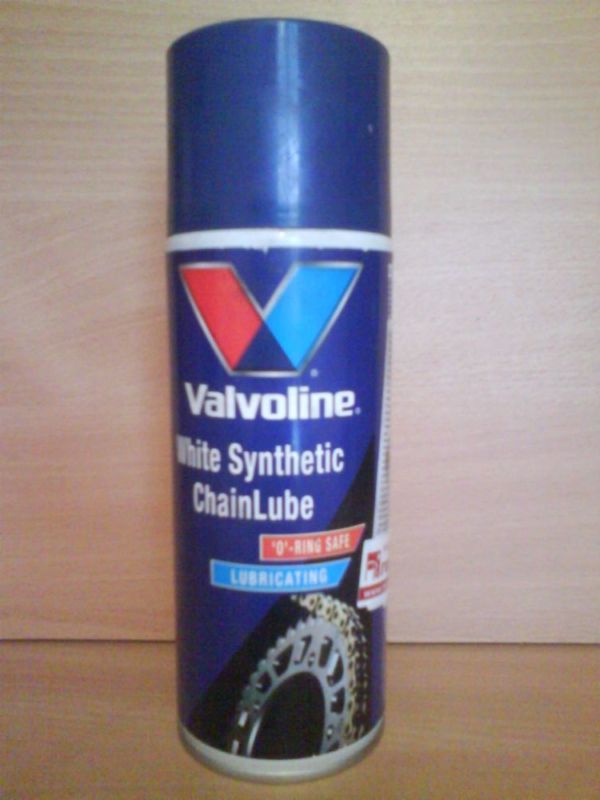 Valvoline
White Synthetic
ChainLube
'O'-RING SAFE
LUBRICATING